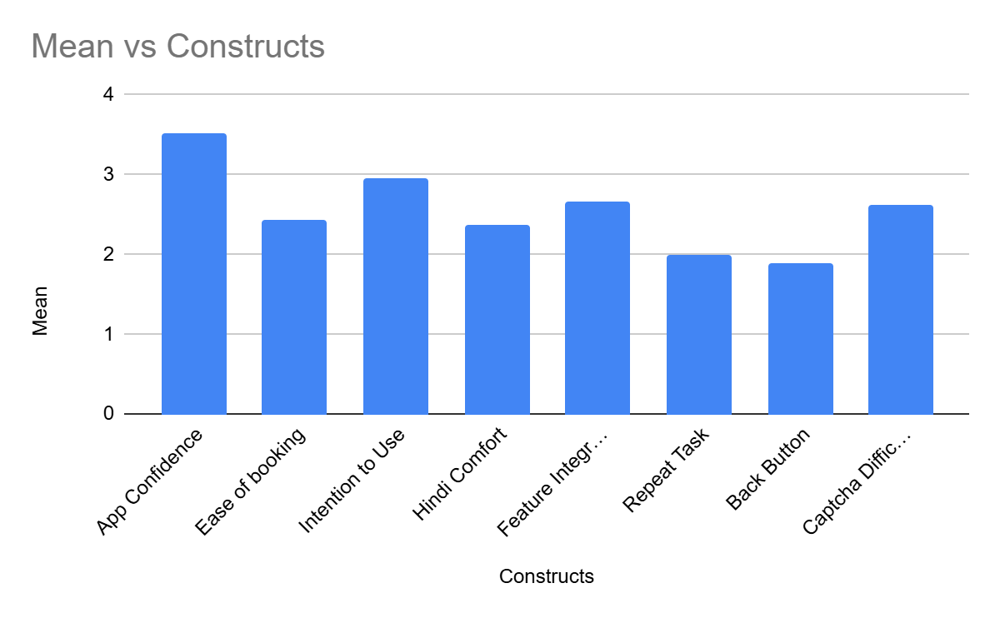 Mean vs Constructs
4
3
2
1
0
Mean
App Confidence
Ease of booking
Intention to Use
Hindi Comfort
Feature Integr…
Repeat Task
Back Button
Captcha Diffic…
Constructs